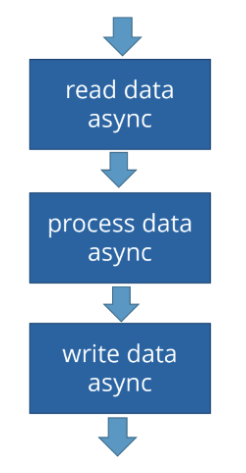 read data
async
process data
async
write data
async